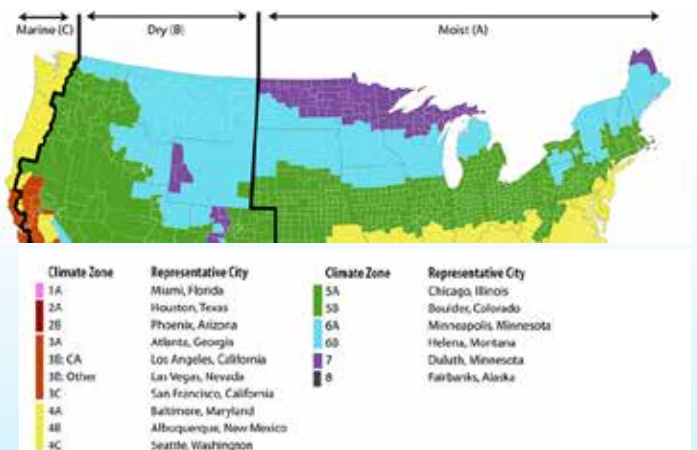 Marine (C) Dry (B) Moist (A)
Climate Zone Representative City Climate Zone Representative City
1A Miami, Florida 5A Chicago, Illinois
2A Houston, Texas 5B Boulder, Colorado
2B Phoenix, Arizona 6A Minneapolis, Minnesota
3A Atlanta, Georgia 6B Helena, Montana
3B; CA Los Angeles, California 7 Duluth, Minnesota
3B; Other Las Vegas, Nevada 8 Fairbanks, Alaska
3C San Francisco, California
4A Baltimore, Maryland
4B Albuquerque, New Mexico
4C Seattle, Washington